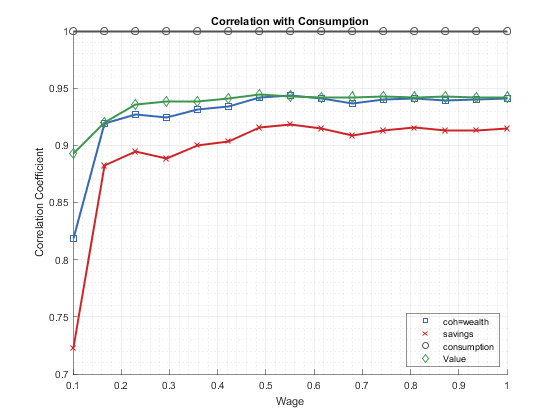 Correlation with Consumption
1
0.95
0.9
0.85
0.8
0.75
0.7
Correlation Coefficient
0.1 0.2 0.3 0.4 0.5 0.6 0.7 0.8 0.9 1
Wage
coh=wealth
savings
consumption
Value